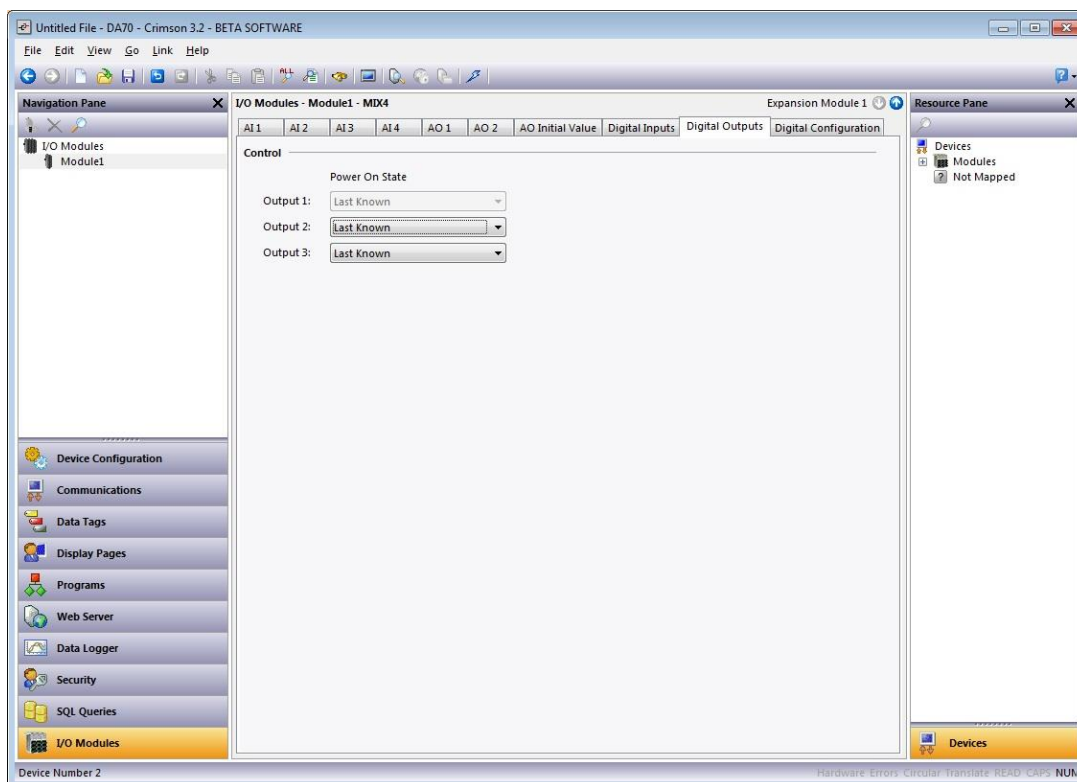 Untitled File - DA70 - Crimson 3.2 - BETA SOFTWARE
File Edit View Go Link Help
Navigation Pane
I/O Modules
Module1
I/O Modules - Module1 - MIX4
Expansion Module 1
AI 1 AI 2 AI 3 AI 4 AO 1 AO 2 AO Initial Value Digital Inputs Digital Outputs Digital Configuration
Control
Power On State
Output 1: Last Known
Output 2: Last Known
Output 3: Last Known
Resource Pane
Devices
Modules
Not Mapped
Device Configuration
Communications
Data Tags
Display Pages
Programs
Web Server
Data Logger
Security
SQL Queries
I/O Modules
Devices
Device Number 2
Hardware Errors Circular Translate READ CAPS NUM